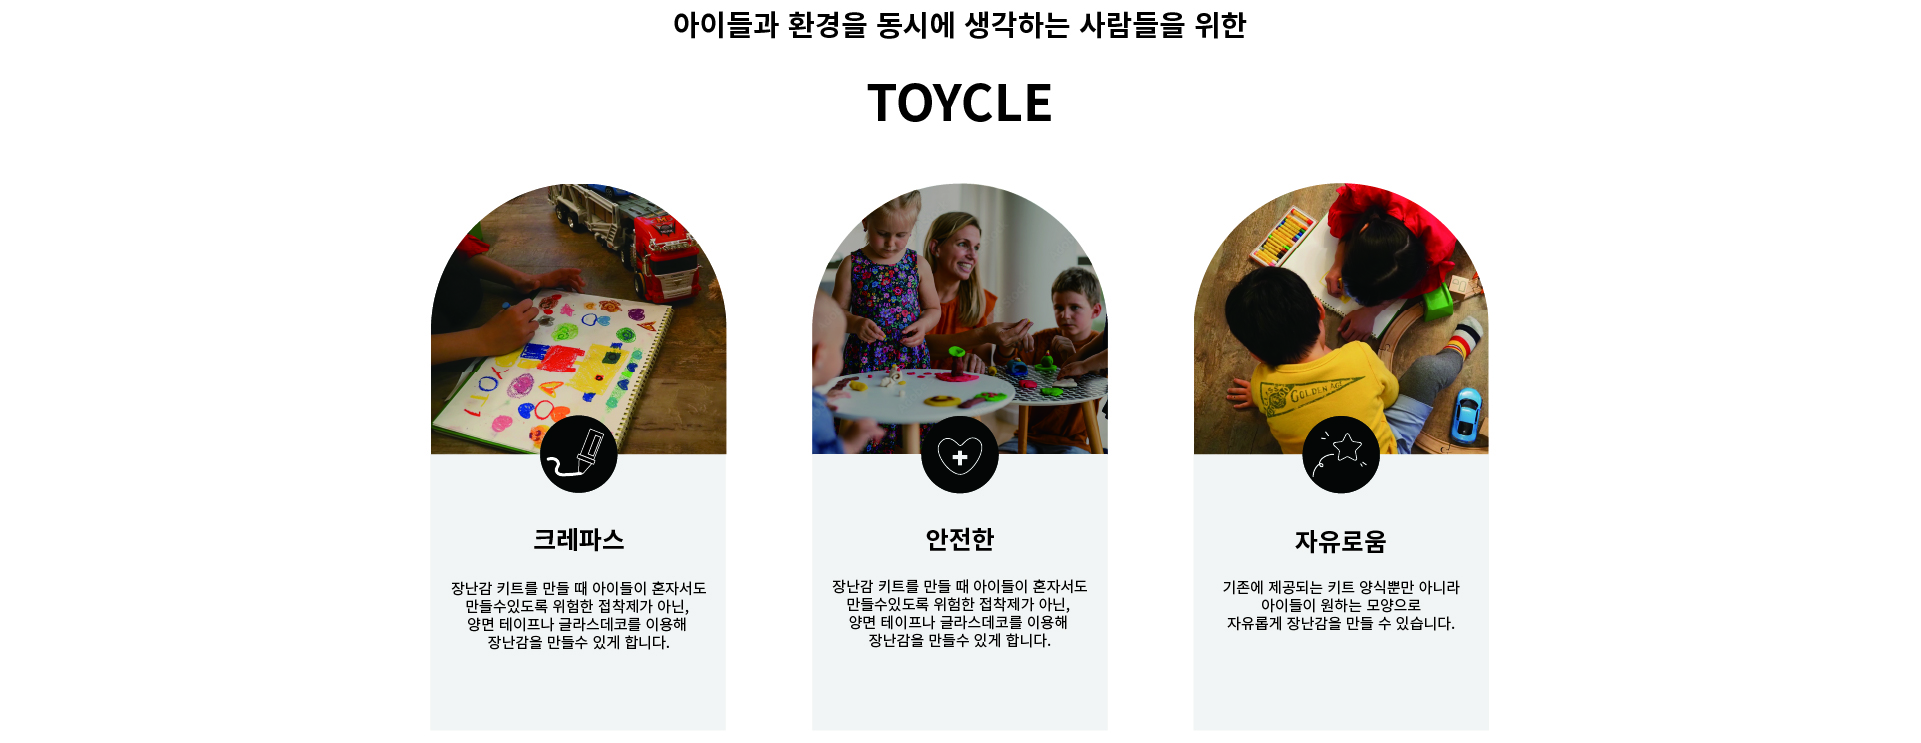 아이들과 환경을 동시에 생각하는 사람들을 위한
TOYCLE
크레파스
장난감 키트를 만들 때 아이들이 혼자서도
만들수있도록 위험한 접착제가 아닌,
양면 테이프나 글라스데코를 이용해
장난감을 만들수 있게 합니다.
안전한
장난감 키트를 만들 때 아이들이 혼자서도
만들수있도록 위험한 접착제가 아닌,
양면 테이프나 글라스데코를 이용해
장난감을 만들수 있게 합니다.
GOLDEN AGE
자유로움
기존에 제공되는 키트 양식뿐만 아니라
아이들이 원하는 모양으로
자유롭게 장난감을 만들 수 있습니다.